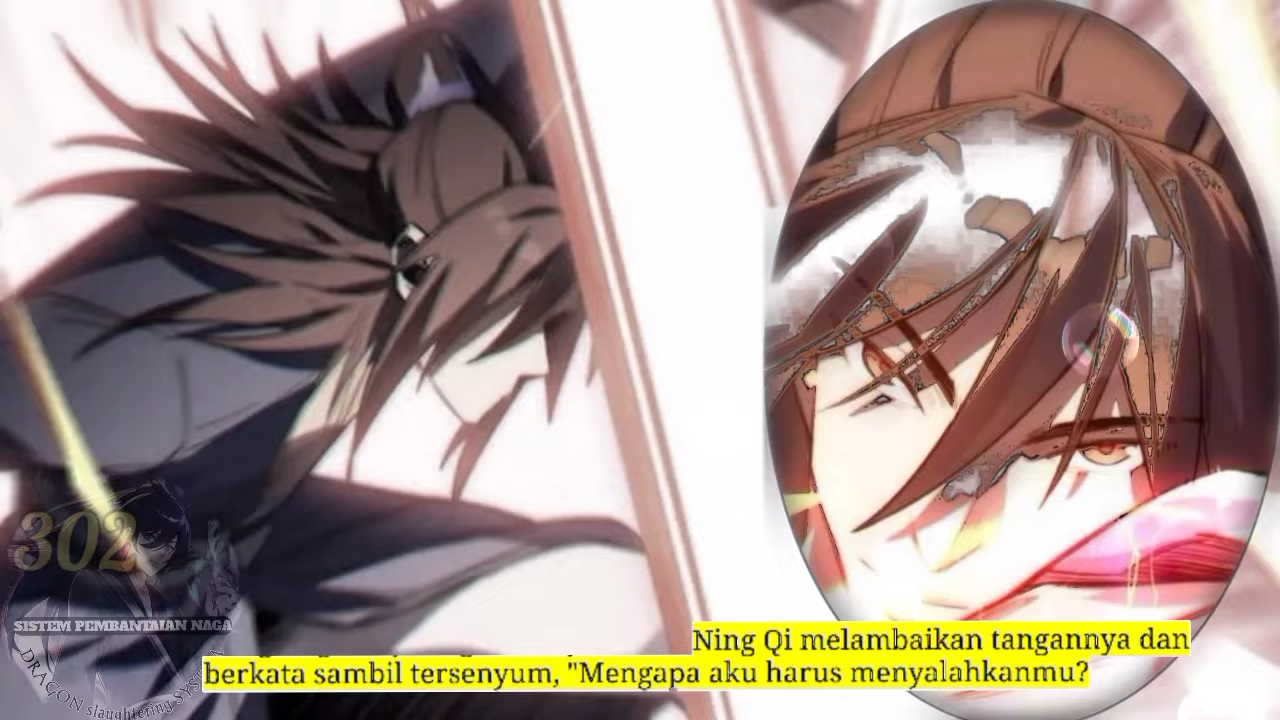 302
SISTEM PEMBANTAIAN NAGA
DRAGON slaughtering SYSTEM
Ning Qi melambaikan tangannya dan
berkata sambil tersenyum, "Mengapa aku harus menyalahkanmu?